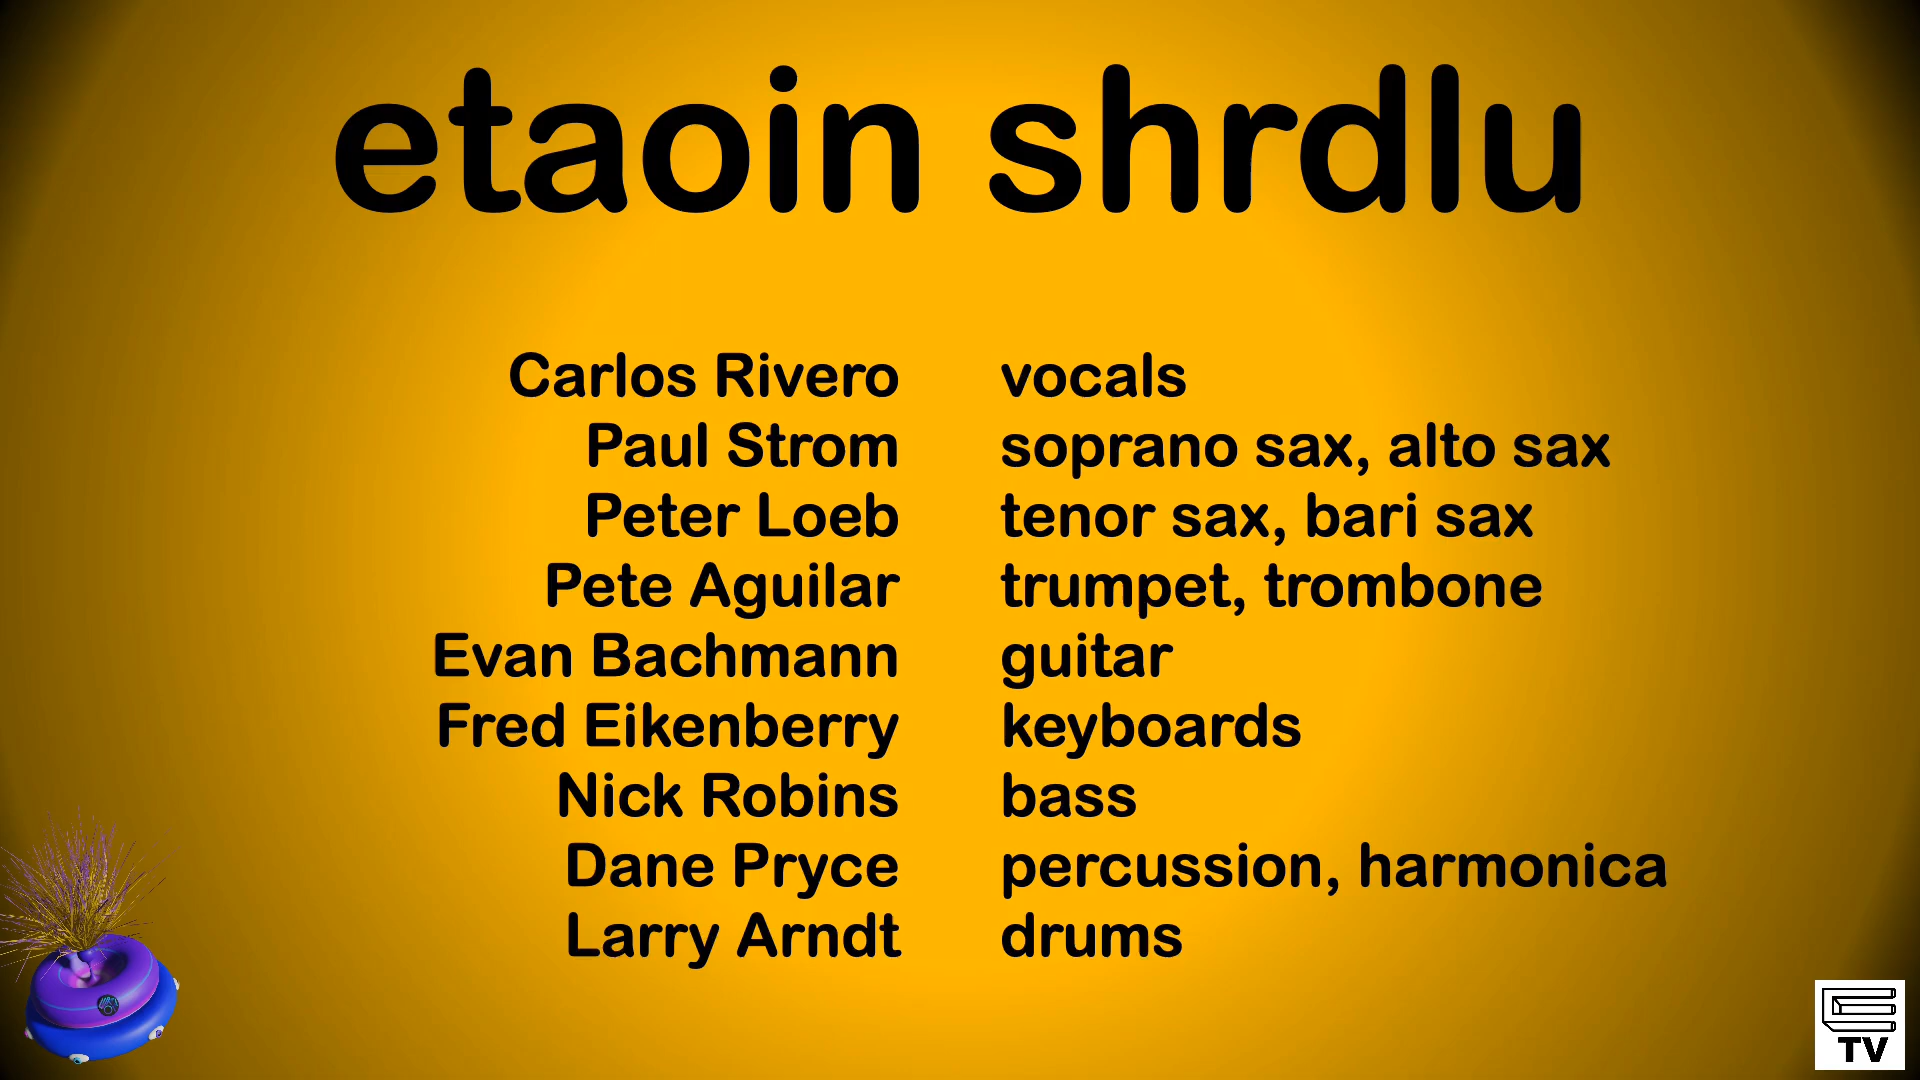 etaoin shrdlu
Carlos Rivero vocals
Paul Strom soprano sax, alto sax
Peter Loeb tenor sax, bari sax
Pete Aguilar trumpet, trombone
Evan Bachmann guitar
Fred Eikenberry keyboards
Nick Robins bass
Dane Pryce percussion, harmonica
Larry Arndt drums
E
TV